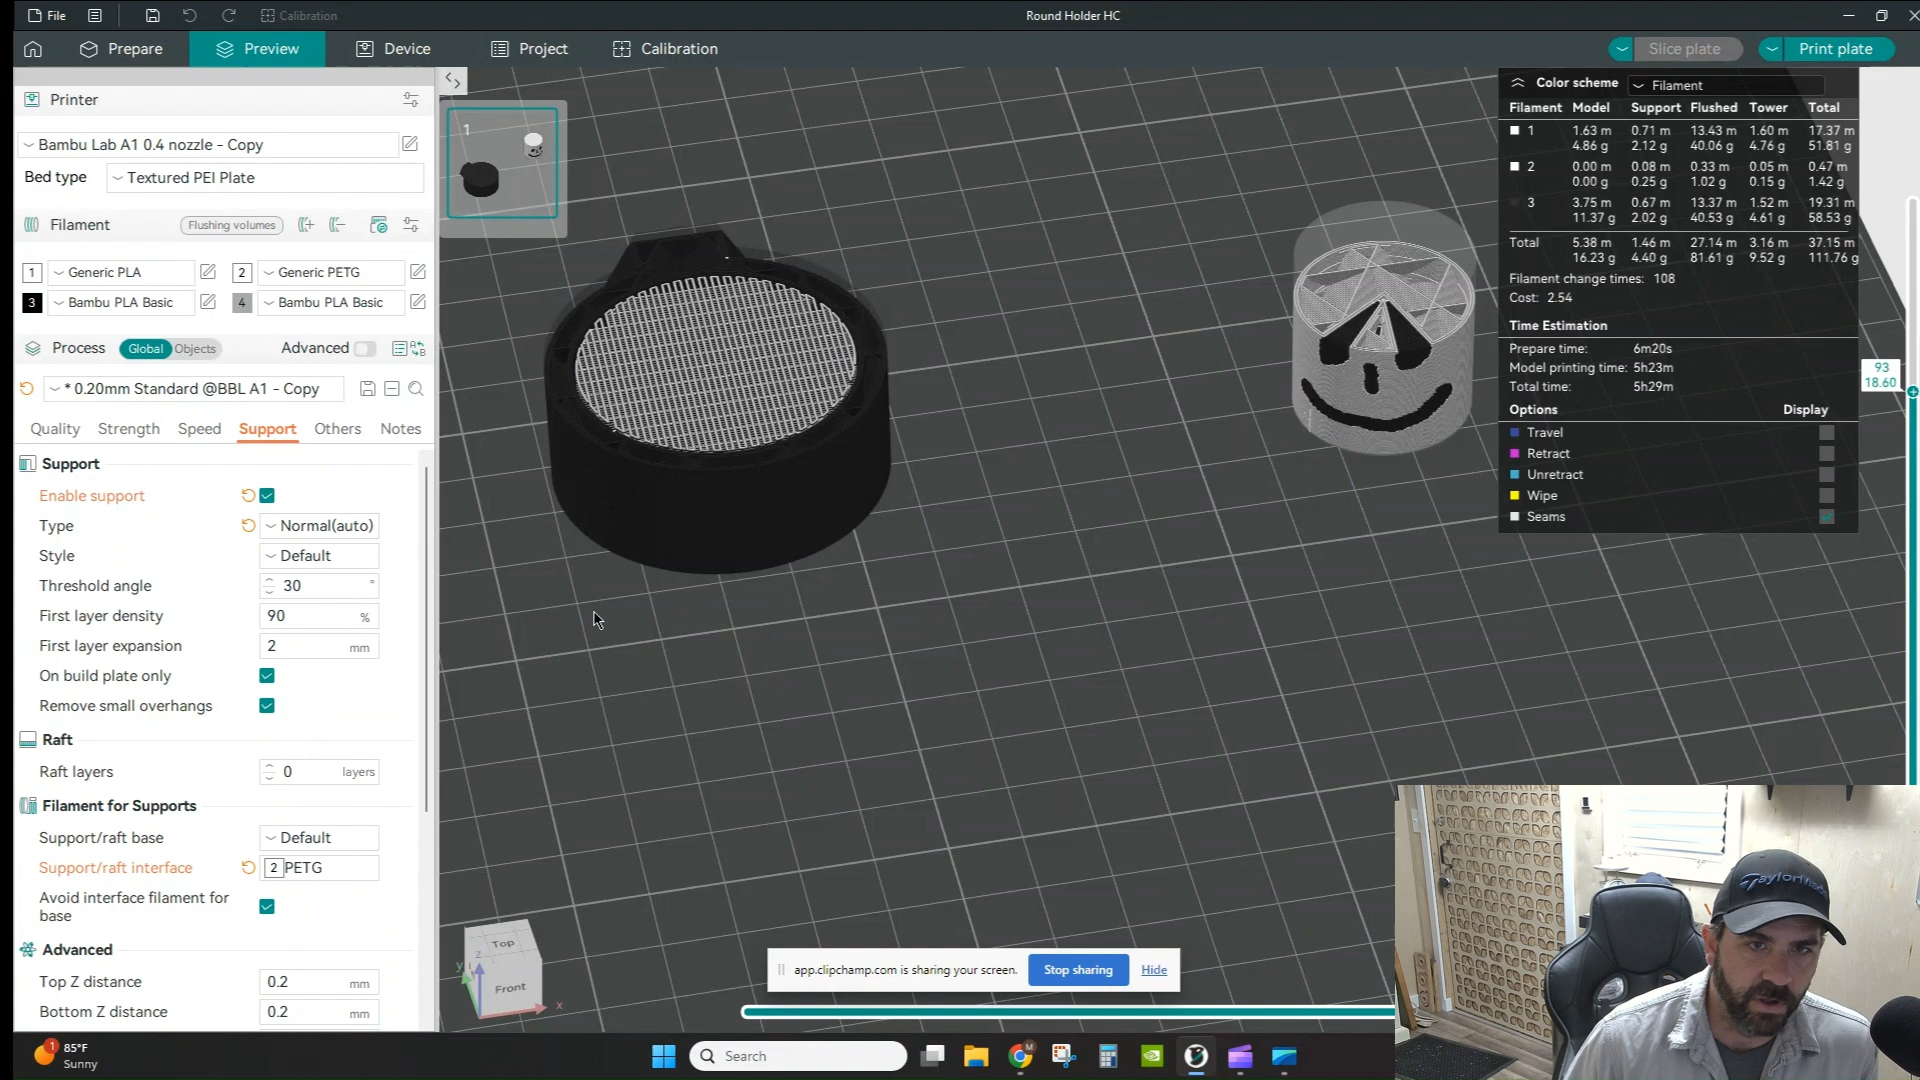 File
Calibration
Round Holder HC
Prepare
Preview
Device
Project
Calibration
Slice plate
Print plate
Printer
Bambu Lab A1 0.4 nozzle - Copy
Bed type
Textured PEI Plate
Filament
Flushing volumes
1 Generic PLA
2 Generic PETG
3 Bambu PLA Basic
4 Bambu PLA Basic
Process
Global
Objects
Advanced
* 0.20mm Standard @BBL A1 - Copy
Quality
Strength
Speed
Support
Others
Notes
Support
Enable support
Type
Normal(auto)
Style
Default
Threshold angle
30 °
First layer density
90 %
First layer expansion
2 mm
On build plate only
Remove small overhangs
Raft
Raft layers
0 layers
Filament for Supports
Support/raft base
Default
Support/raft interface
2 PETG
Avoid interface filament for
base
Advanced
Top Z distance
0.2 mm
Bottom Z distance
0.2 mm
1
Color scheme
Filament
Filament Model Support Flushed Tower Total
1 1.63 m 0.71 m 13.43 m 1.60 m 17.37 m
4.86 g 2.12 g 40.06 g 4.76 g 51.81 g
2 0.00 m 0.08 m 0.33 m 0.05 m 0.47 m
0.00 g 0.25 g 1.02 g 0.15 g 1.42 g
3 3.75 m 0.67 m 13.37 m 1.52 m 19.31 m
11.37 g 2.02 g 40.53 g 4.61 g 58.53 g
Total 5.38 m 1.46 m 27.14 m 3.16 m 37.15 m
16.23 g 4.40 g 81.61 g 9.52 g 111.76 g
Filament change times: 108
Cost: 2.54
Time Estimation
Prepare time: 6m20s
Model printing time: 5h23m
Total time: 5h29m
Options Display
Travel
Retract
Unretract
Wipe
Seams
93
18.60
Top
Front
z
y
x
app.clipchamp.com is sharing your screen.
Stop sharing
Hide
TaylorMade
1
85°F
Sunny
Search
M